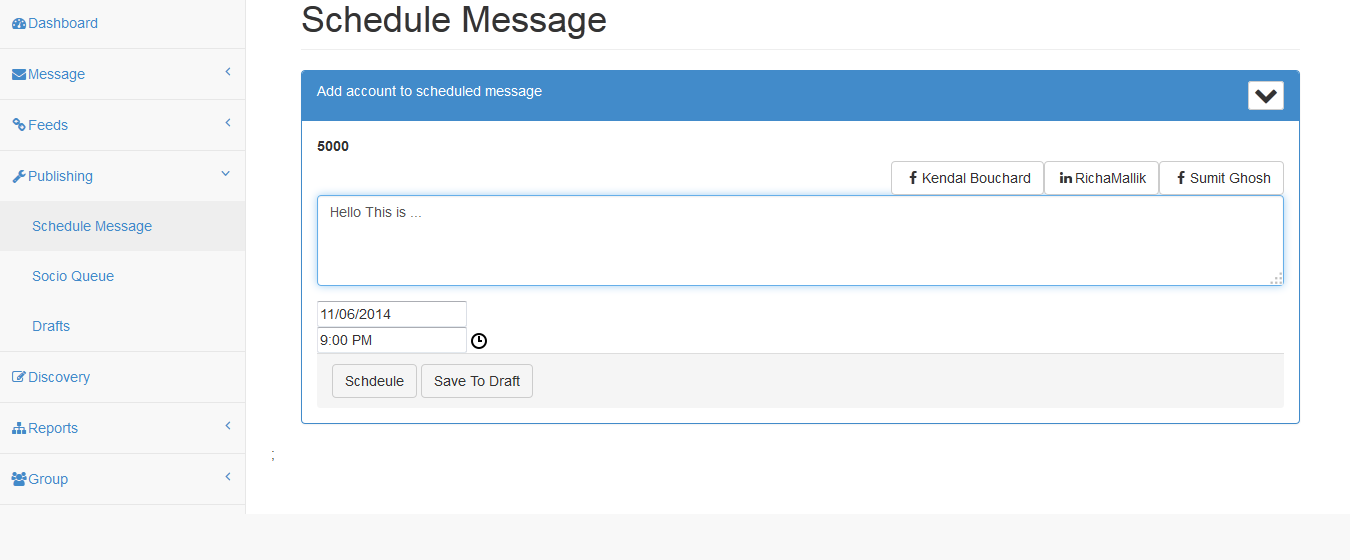 Dashboard
Message
Feeds
Publishing
Schedule Message
Socio Queue
Drafts
Discovery
Reports
Group
Schedule Message
Add account to scheduled message
5000
Kendal Bouchard
RichaMallik
Sumit Ghosh
Hello This is ...
11/06/2014
9:00 PM
Schdeule
Save To Draft
;